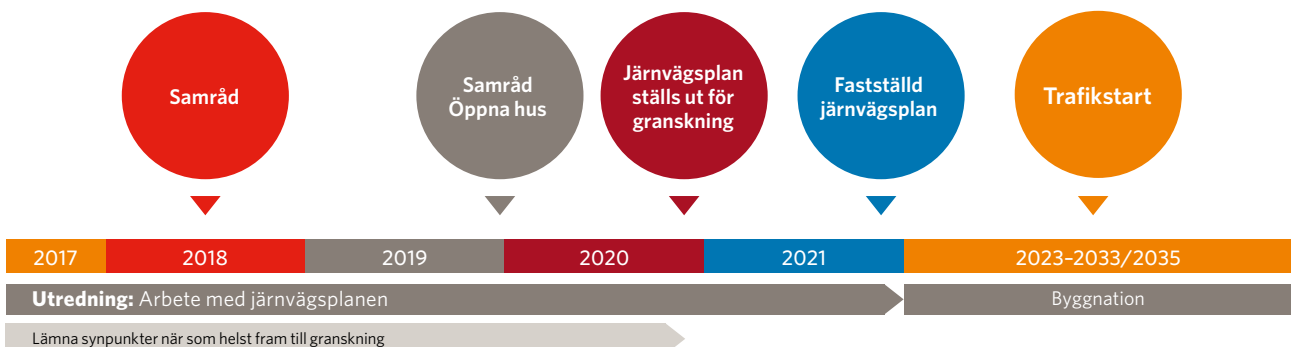 Samråd
Samråd
Öppna hus
Järnvägsplan
ställs ut för
granskning
Fastställd
järnvägsplan
Trafikstart
2017
2018
2019
2020
2021
2023–2033/2035
Utredning: Arbete med järnvägsplanen
Byggnation
Lämna synpunkter när som helst fram till granskning